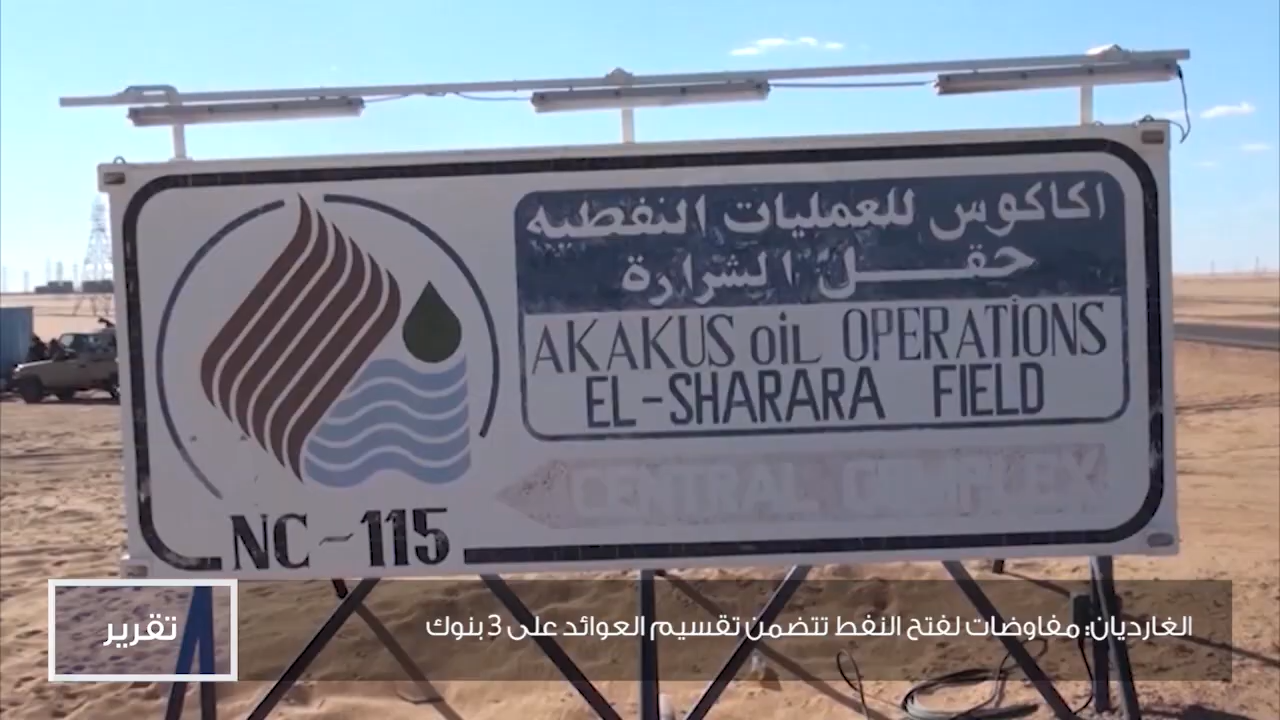 اكاكوس للعمليات النفطيه
حقل الشرارة
AKAKUS OiL OPERATIONS
EL-SHARARA FIELD
CENTRAL COMPLEX
NC-115
الغارديان: مفاوضات لفتح النفط تتضمن تقسيم العوائد على 3 بنوك
تقرير